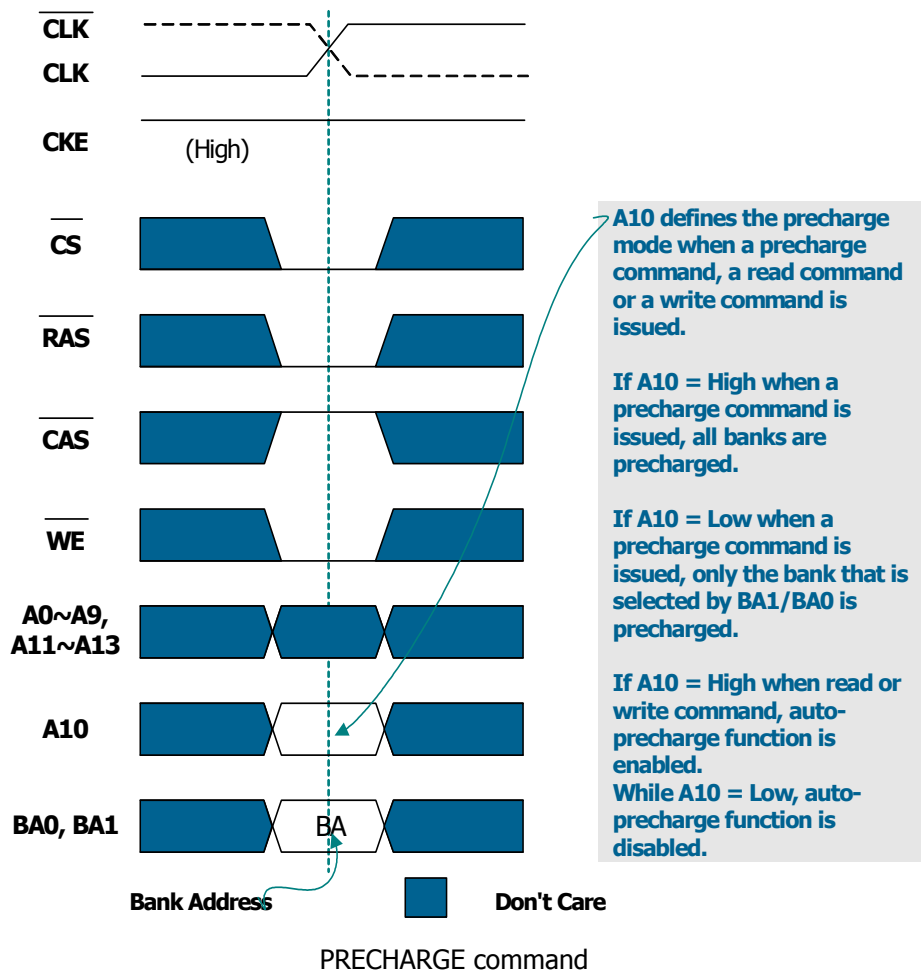 CLK
CLK
CKE
(High)
CS
RAS
CAS
WE
A0~A9,
A11~A13
A10
BA0, BA1
BA
A10 defines the precharge
mode when a precharge
command, a read command
or a write command is
issued.
If A10 = High when a
precharge command is
issued, all banks are
precharged.
If A10 = Low when a
precharge command is
issued, only the bank that is
selected by BA1/BA0 is
precharged.
If A10 = High when read or
write command, auto-
precharge function is
enabled.
While A10 = Low, auto-
precharge function is
disabled.
Bank Address
Don't Care
PRECHARGE command